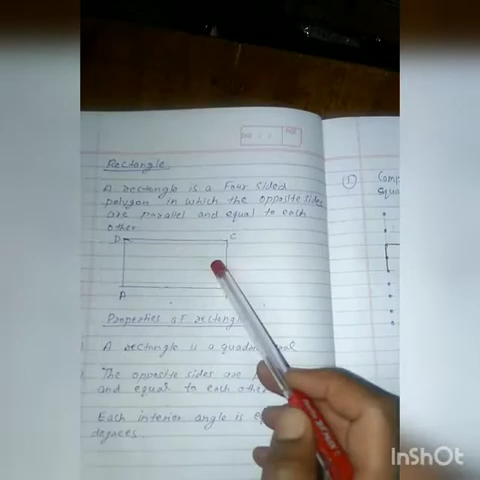 Rectangle
A rectangle is a Four sided
polygon in which the opposite sides
are parallel and equal to each
other
D C
A
Properties of rectangle
A rectangle is a
The opposite sides are
and equal to each other
Each interior angle is
degrees.
1
InShOt